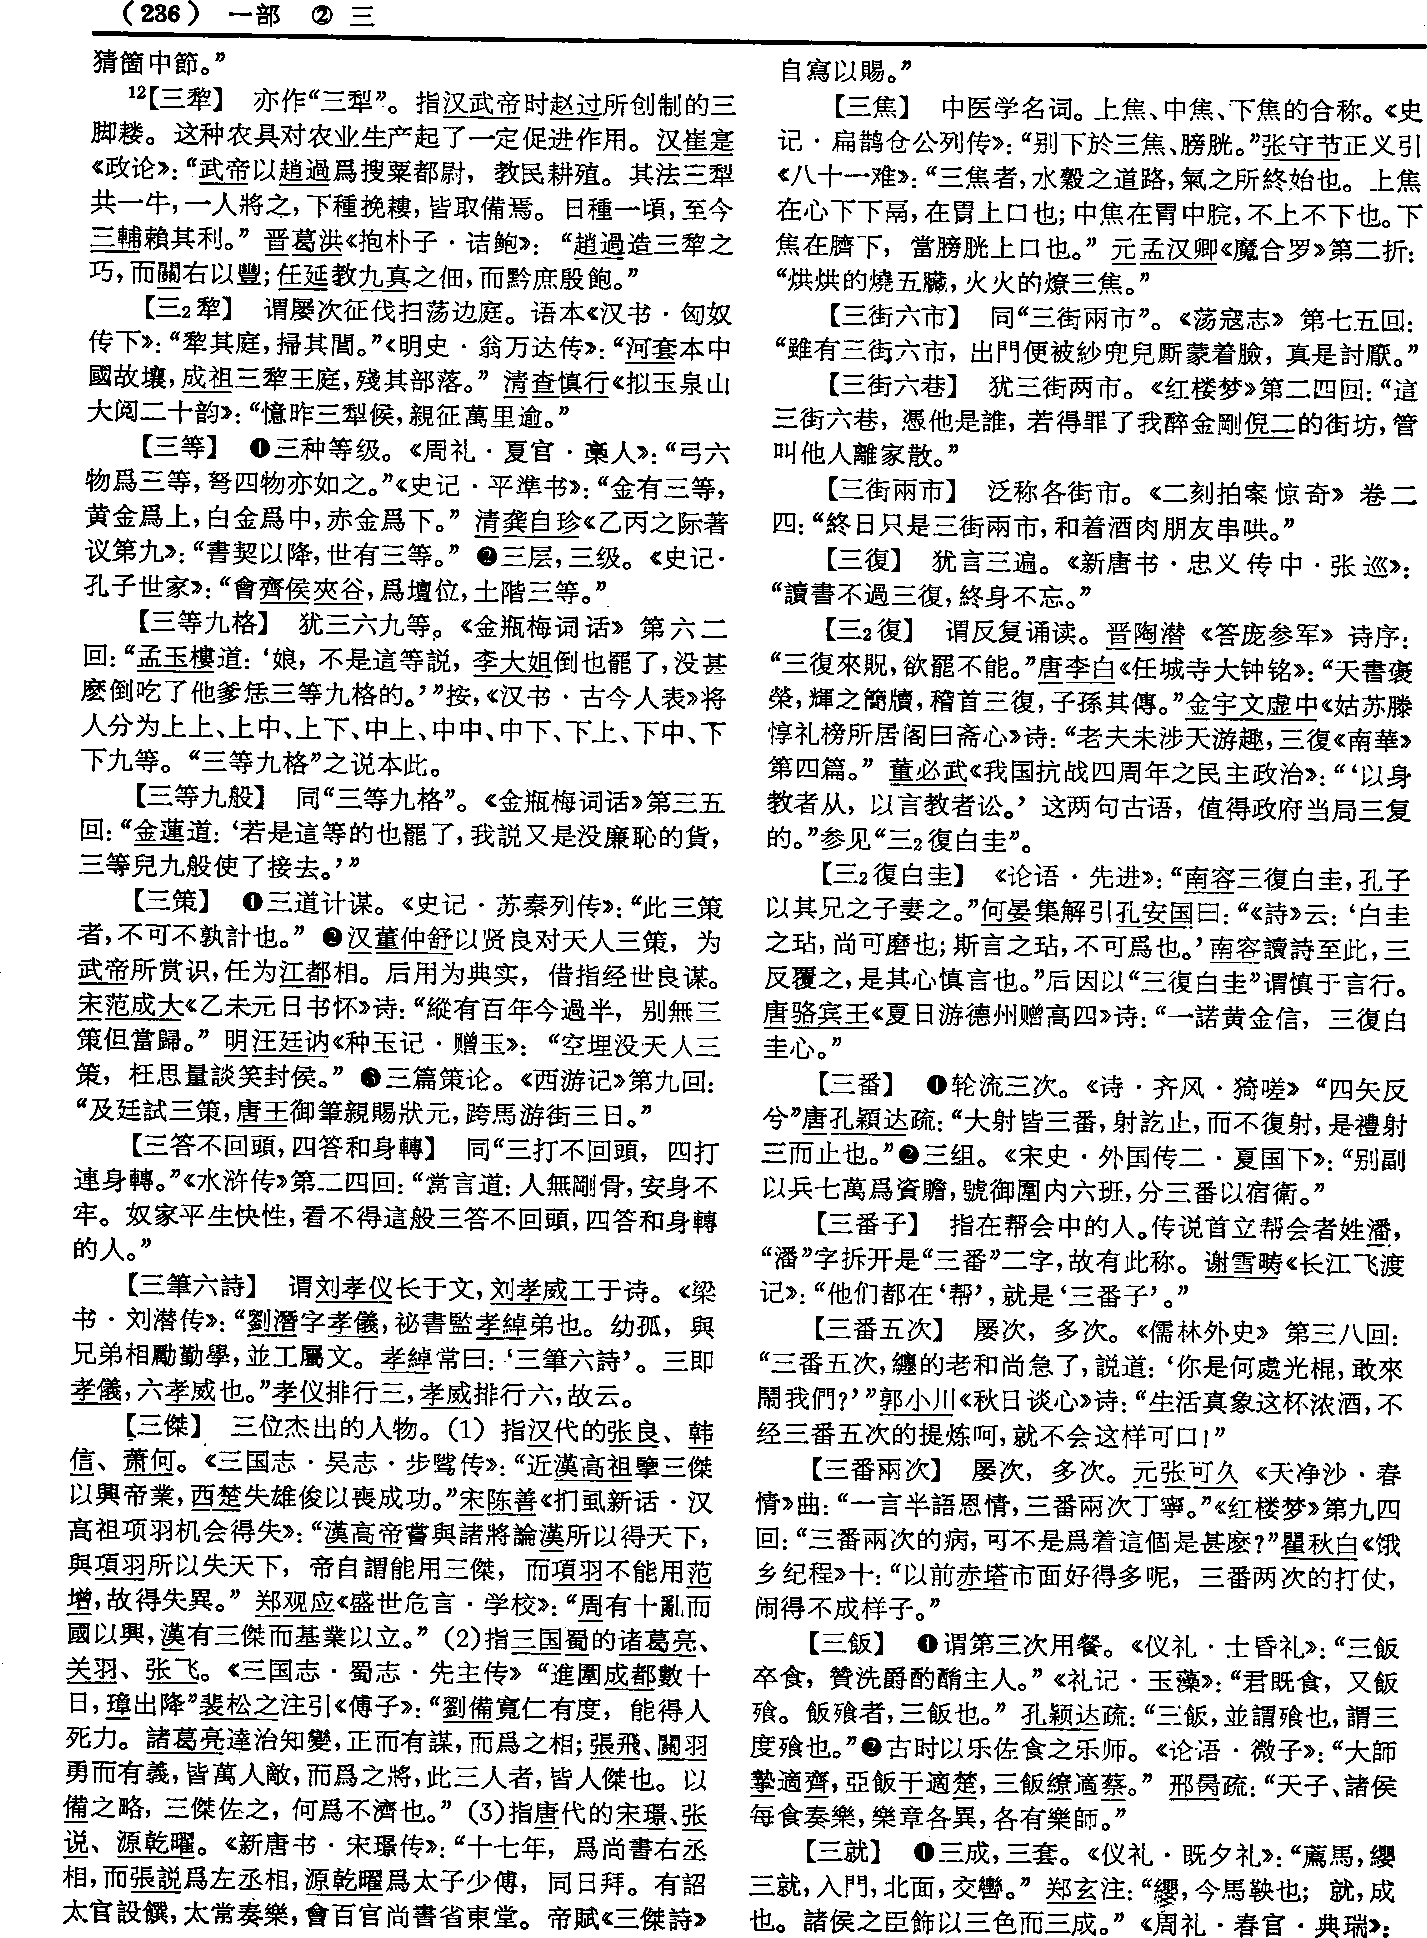 （236） 一部 ② 三
猜箇中節。”
12【三犂】 亦作“三犁”。指汉武帝时赵过所创制的三
脚耧。这种农具对农业生产起了一定促进作用。汉崔寔
《政论》：“武帝以趙過爲搜粟都尉，教民耕殖。其法三犁
共一牛，一人將之，下種挽耬，皆取備焉。日種一頃，至今
三輔賴其利。”晋葛洪《抱朴子·诘鲍》：“趙過造三犂之
巧，而關右以豐；任延教九真之佃，而黔庶殷飽。”
【三₂犂】 谓屡次征伐扫荡边庭。语本《汉书·匈奴
传下》：“犂其庭，掃其閭。”《明史·翁万达传》：“河套本中
國故壤，成祖三犂王庭，殘其部落。”清查慎行《拟玉泉山
大阅二十韵》：“憶昨三犁候，親征萬里逾。”
【三等】 ❶三种等级。《周礼·夏官·稾人》：“弓六
物爲三等，弩四物亦如之。”《史记·平準书》：“金有三等，
黄金爲上，白金爲中，赤金爲下。”清龚自珍《乙丙之际著
议第九》：“書契以降，世有三等。”❷三层，三级。《史记·
孔子世家》：“會齊侯夾谷，爲壇位，土階三等。”
【三等九格】 犹三六九等。《金瓶梅词话》第六二
回：“孟玉樓道：‘娘，不是這等説，李大姐倒也罷了，没甚
麽倒吃了他爹恁三等九格的。’”按，《汉书·古今人表》将
人分为上上、上中、上下、中上、中中、中下、下上、下中、下
下九等。“三等九格”之说本此。
【三等九般】 同“三等九格”。《金瓶梅词话》第三五
回：“金蓮道：‘若是這等的也罷了，我説又是没廉恥的貨，
三等兒九般使了接去。’”
【三策】 ❶三道计谋。《史记·苏秦列传》：“此三策
者，不可不孰計也。”❷汉董仲舒以贤良对天人三策，为
武帝所赏识，任为江都相。后用为典实，借指经世良谋。
宋范成大《乙未元日书怀》诗：“縱有百年今過半，别無三
策但當歸。”明汪廷讷《种玉记·赠玉》：“空埋没天人三
策，枉思量談笑封侯。”❸三篇策论。《西游记》第九回：
“及廷試三策，唐王御筆親賜狀元，跨馬游街三日。”
【三答不回頭，四答和身轉】 同“三打不回頭，四打
連身轉。”《水浒传》第二四回：“常言道：人無剛骨，安身不
牢。奴家平生快性，看不得這般三答不回頭，四答和身轉
的人。”
【三筆六詩】 谓刘孝仪长于文，刘孝威工于诗。《梁
书·刘潜传》：“劉潛字孝儀，祕書監孝綽弟也。幼孤，與
兄弟相勵勤學，並工屬文。孝綽常曰：‘三筆六詩’。三即
孝儀，六孝威也。”孝仪排行三，孝威排行六，故云。
【三傑】 三位杰出的人物。（1）指汉代的张良、韩
信、萧何。《三国志·吴志·步骘传》：“近漢高祖擥三傑
以興帝業，西楚失雄俊以喪成功。”宋陈善《扪虱新话·汉
高祖项羽机会得失》：“漢高帝嘗與諸將論漢所以得天下，
與項羽所以失天下，帝自謂能用三傑，而項羽不能用范
增，故得失異。”郑观应《盛世危言·学校》：“周有十亂而
國以興，漢有三傑而基業以立。”（2）指三国蜀的诸葛亮、
关羽、张飞。《三国志·蜀志·先主传》“進圍成都數十
日，璋出降”裴松之注引《傅子》：“劉備寬仁有度，能得人
死力。諸葛亮達治知變，正而有謀，而爲之相；張飛、關羽
勇而有義，皆萬人敵，而爲之將，此三人者，皆人傑也。以
備之略，三傑佐之，何爲不濟也。”（3）指唐代的宋璟、张
说、源乾曜。《新唐书·宋璟传》：“十七年，爲尚書右丞
相，而張説爲左丞相，源乾曜爲太子少傅，同日拜。有詔
太官設饌，太常奏樂，會百官尚書省東堂。帝賦《三傑詩》
自寫以賜。”
【三焦】 中医学名词。上焦、中焦、下焦的合称。《史
记·扁鹊仓公列传》：“别下於三焦、膀胱。”张守节正义引
《八十一难》：“三焦者，水穀之道路，氣之所終始也。上焦
在心下下鬲，在胃上口也；中焦在胃中脘，不上不下也。下
焦在臍下，當膀胱上口也。”元孟汉卿《魔合罗》第二折：
“烘烘的燒五臟，火火的燎三焦。”
【三街六市】 同“三街兩市”。《荡寇志》第七五回：
“雖有三街六市，出門便被紗兜兒厮蒙着臉，真是討厭。”
【三街六巷】 犹三街两市。《红楼梦》第二四回：“這
三街六巷，憑他是誰，若得罪了我醉金剛倪二的街坊，管
叫他人離家散。”
【三街兩市】 泛称各街市。《二刻拍案惊奇》卷二
四：“終日只是三街兩市，和着酒肉朋友串哄。”
【三復】 犹言三遍。《新唐书·忠义传中·张巡》：
“讀書不過三復，終身不忘。”
【三₂復】 谓反复诵读。晋陶潜《答庞参军》诗序：
“三復來貺，欲罷不能。”唐李白《任城寺大钟铭》：“天書褒
榮，輝之簡牘，稽首三復，子孫其傳。”金宇文虚中《姑苏滕
惇礼榜所居阁曰斋心》诗：“老夫未涉天游趣，三復《南華》
第四篇。”董必武《我国抗战四周年之民主政治》：“‘以身
教者从，以言教者讼。’这两句古语，值得政府当局三复
的。”参见“三₂復白圭”。
【三₂復白圭】 《论语·先进》：“南容三復白圭，孔子
以其兄之子妻之。”何晏集解引孔安国曰：“《詩》云：‘白圭
之玷，尚可磨也；斯言之玷，不可爲也。’南容讀詩至此，三
反覆之，是其心慎言也。”后因以“三復白圭”谓慎于言行。
唐骆宾王《夏日游德州赠高四》诗：“一諾黄金信，三復白
圭心。”
【三番】 ❶轮流三次。《诗·齐风·猗嗟》“四矢反
兮”唐孔颖达疏：“大射皆三番，射訖止，而不復射，是禮射
三而止也。”❷三组。《宋史·外国传二·夏国下》：“别副
以兵七萬爲資贍，號御圍内六班，分三番以宿衛。”
【三番子】 指在帮会中的人。传说首立帮会者姓潘，
“潘”字拆开是“三番”二字，故有此称。谢雪畴《长江飞渡
记》：“他们都在‘帮’，就是‘三番子’。”
【三番五次】 屡次，多次。《儒林外史》第三八回：
“三番五次，纏的老和尚急了，説道：‘你是何處光棍，敢來
鬧我們？’”郭小川《秋日谈心》诗：“生活真象这杯浓酒，不
经三番五次的提炼呵，就不会这样可口！”
【三番兩次】 屡次，多次。元张可久《天净沙·春
情》曲：“一言半語恩情，三番兩次丁寧。”《红楼梦》第九四
回：“三番兩次的病，可不是爲着這個是甚麽？”瞿秋白《饿
乡纪程》十：“以前赤塔市面好得多呢，三番两次的打仗，
闹得不成样子。”
【三飯】 ❶谓第三次用餐。《仪礼·士昏礼》：“三飯
卒食，贊洗爵酌酳主人。”《礼记·玉藻》：“君既食，又飯
飧。飯飧者，三飯也。”孔颖达疏：“三飯，並謂飧也，謂三
度飧也。”❷古时以乐佐食之乐师。《论语·微子》：“大師
摯適齊，亞飯干適楚，三飯繚適蔡。”邢昺疏：“天子、諸侯
每食奏樂，樂章各異，各有樂師。”
【三就】 ❶三成，三套。《仪礼·既夕礼》：“薦馬，纓
三就，入門，北面，交轡。”郑玄注：“纓，今馬鞅也；就，成
也。諸侯之臣飾以三色而三成。”《周礼·春官·典瑞》：